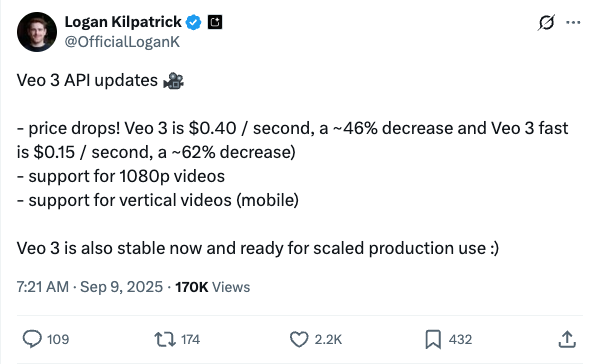 Logan Kilpatrick
@OfficialLoganK
Veo 3 API updates 🎥
- price drops! Veo 3 is $0.40 / second, a ~46% decrease and Veo 3 fast
is $0.15 / second, a ~62% decrease)
- support for 1080p videos
- support for vertical videos (mobile)
Veo 3 is also stable now and ready for scaled production use :)
7:21 AM · Sep 9, 2025 · 170K Views
109 174 2.2K 432